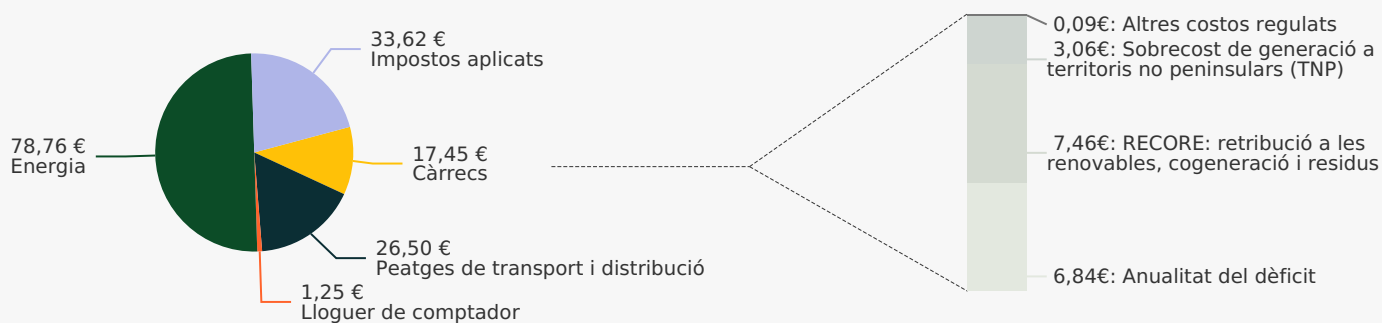 33,62 €
Impostos aplicats
78,76 €
Energia
17,45 €
Càrrecs
26,50 €
Peatges de transport i distribució
1,25 €
Lloguer de comptador
0,09€: Altres costos regulats
3,06€: Sobrecost de generació a
territoris no peninsulars (TNP)
7,46€: RECORE: retribució a les
renovables, cogeneració i residus
6,84€: Anualitat del dèficit